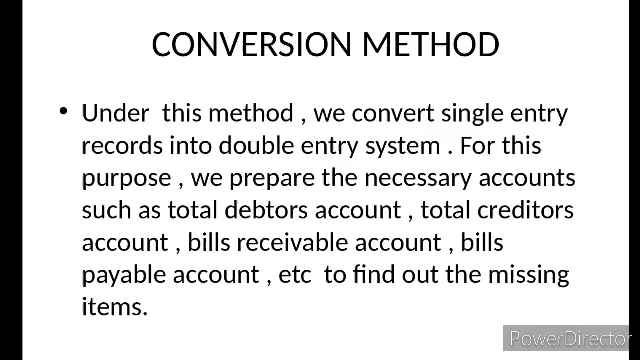 CONVERSION METHOD
• Under this method , we convert single entry
records into double entry system . For this
purpose , we prepare the necessary accounts
such as total debtors account , total creditors
account , bills receivable account , bills
payable account , etc to find out the missing
items.
PowerDirector